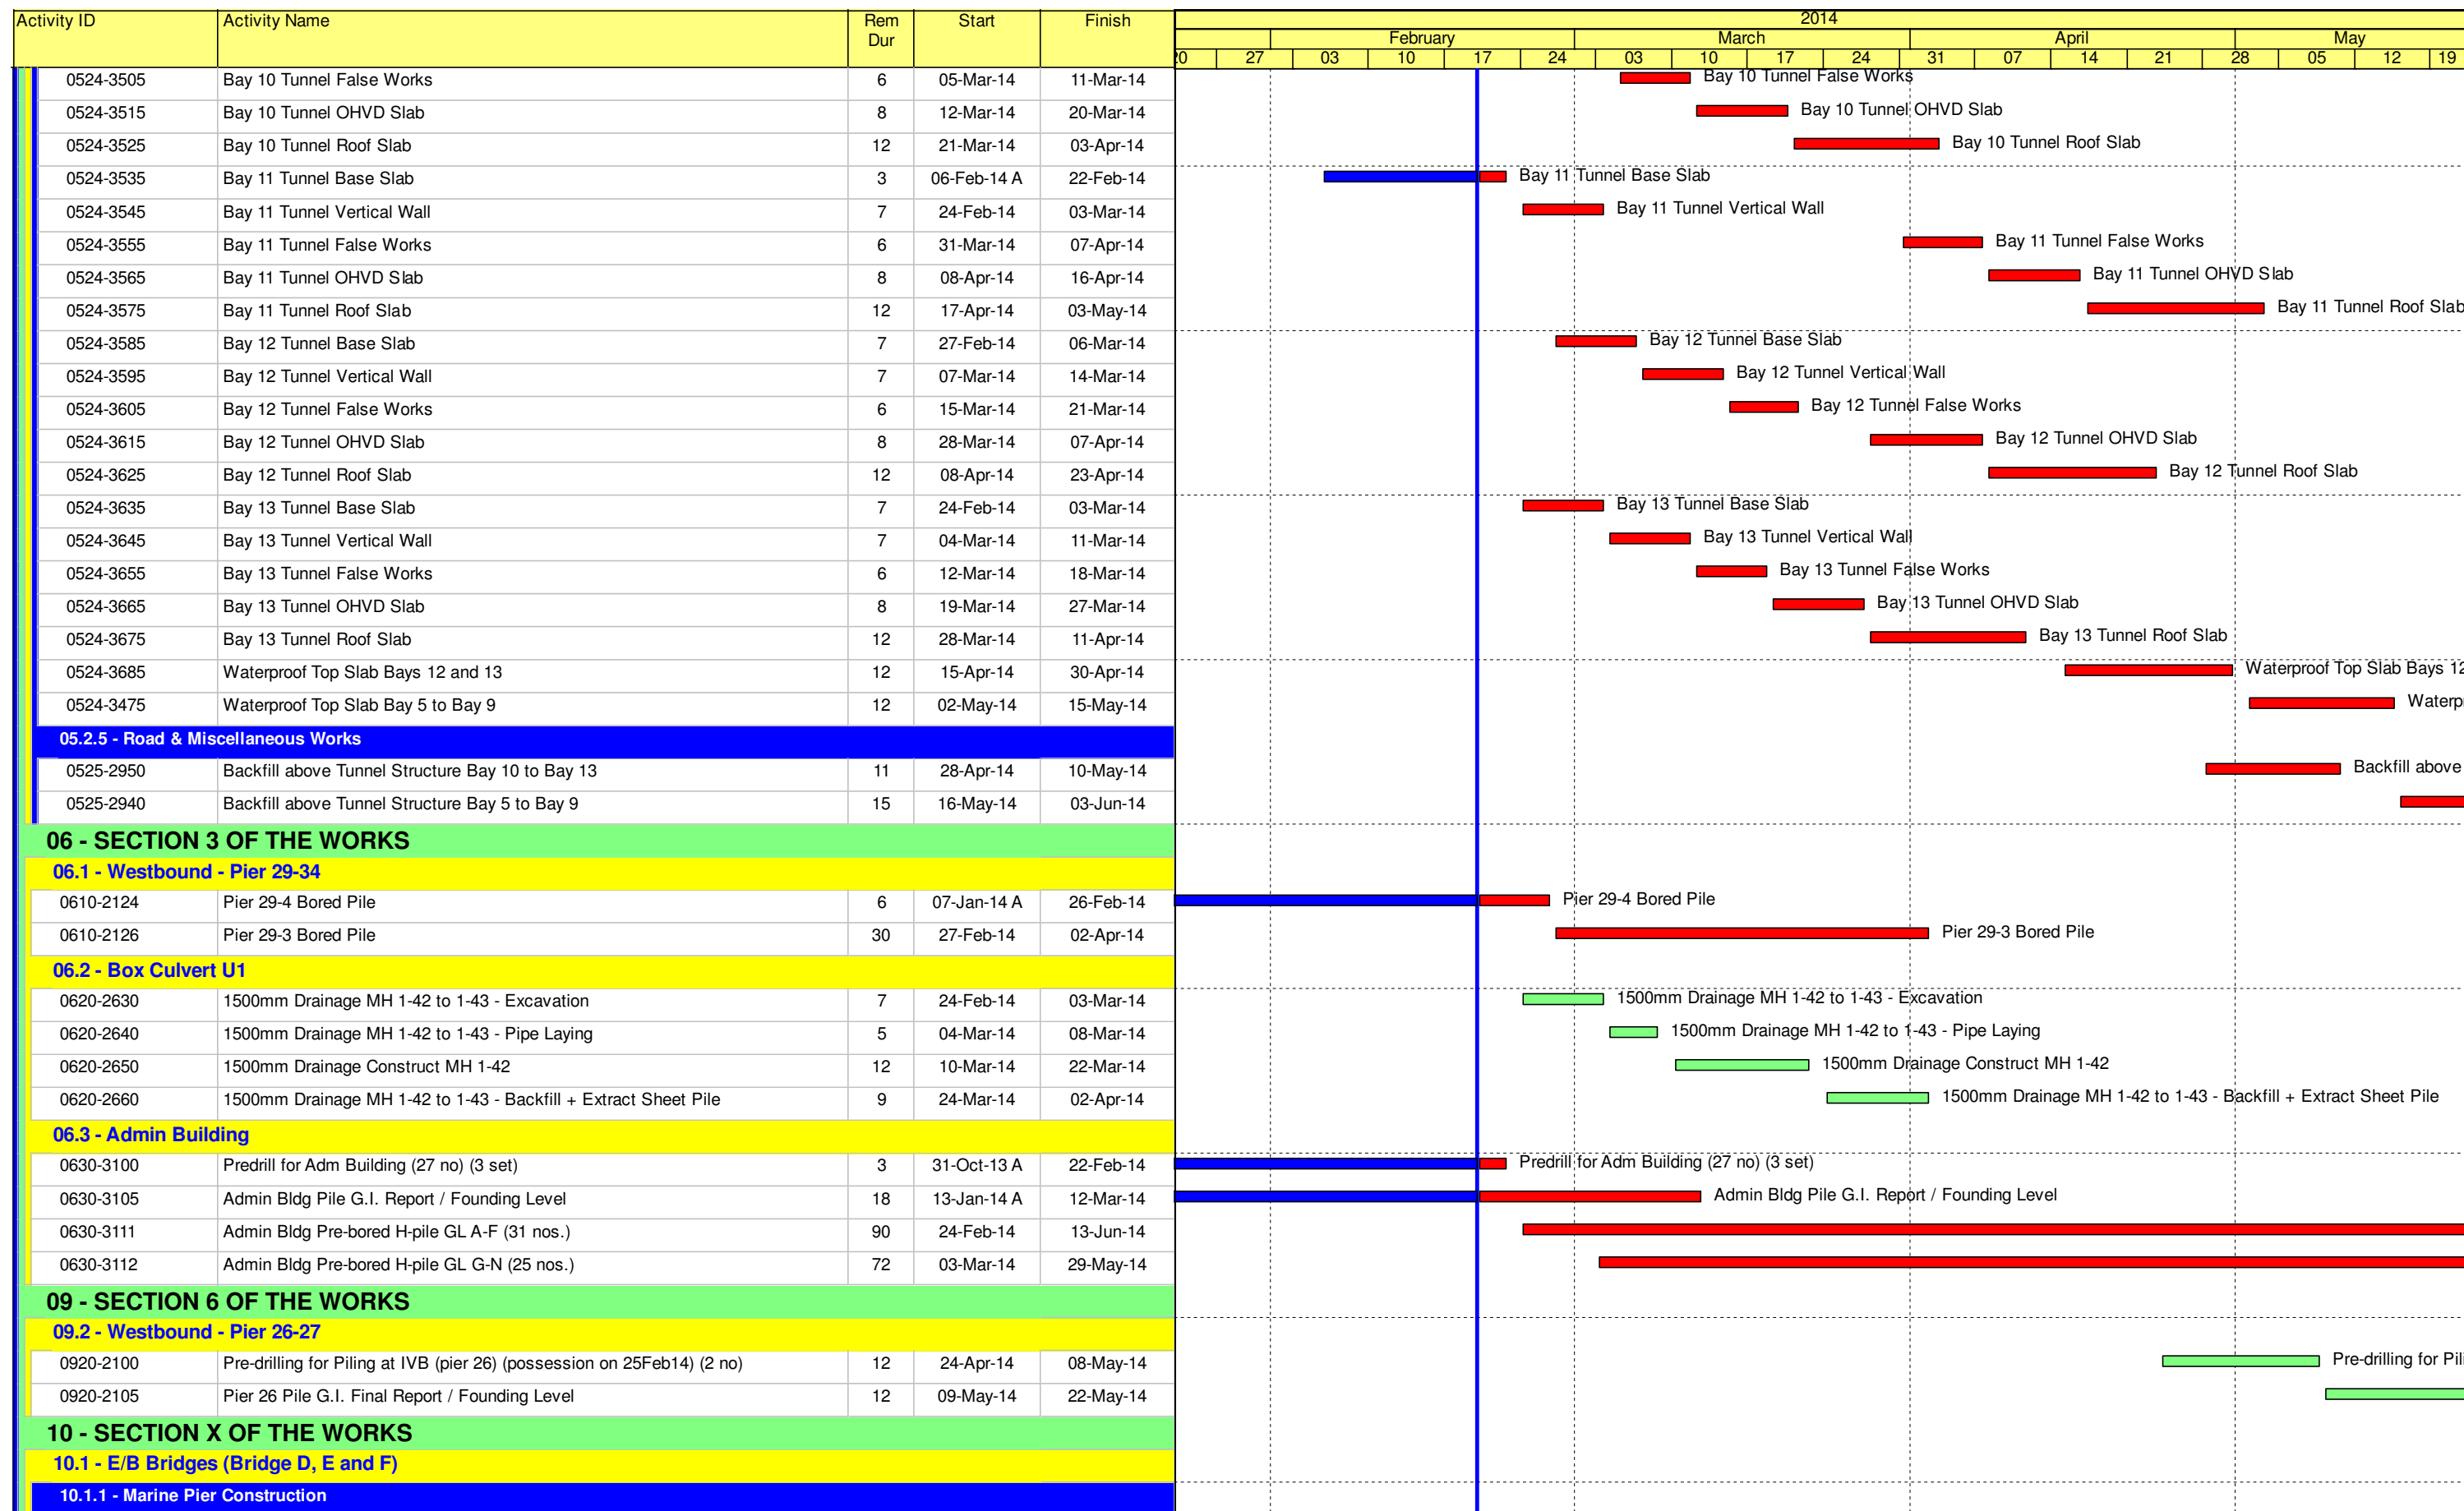 Activity ID Activity Name Rem Dur Start Finish 2014
February March April May
20 27 03 10 17 24 03 10 17 24 31 07 14 21 28 05 12 19
0524-3505 Bay 10 Tunnel False Works 6 05-Mar-14 11-Mar-14 Bay 10 Tunnel False Works
0524-3515 Bay 10 Tunnel OHVD Slab 8 12-Mar-14 20-Mar-14 Bay 10 Tunnel OHVD Slab
0524-3525 Bay 10 Tunnel Roof Slab 12 21-Mar-14 03-Apr-14 Bay 10 Tunnel Roof Slab
0524-3535 Bay 11 Tunnel Base Slab 3 06-Feb-14 A 22-Feb-14 Bay 11 Tunnel Base Slab
0524-3545 Bay 11 Tunnel Vertical Wall 7 24-Feb-14 03-Mar-14 Bay 11 Tunnel Vertical Wall
0524-3555 Bay 11 Tunnel False Works 6 31-Mar-14 07-Apr-14 Bay 11 Tunnel False Works
0524-3565 Bay 11 Tunnel OHVD Slab 8 08-Apr-14 16-Apr-14 Bay 11 Tunnel OHVD Slab
0524-3575 Bay 11 Tunnel Roof Slab 12 17-Apr-14 03-May-14 Bay 11 Tunnel Roof Slab
0524-3585 Bay 12 Tunnel Base Slab 7 27-Feb-14 06-Mar-14 Bay 12 Tunnel Base Slab
0524-3595 Bay 12 Tunnel Vertical Wall 7 07-Mar-14 14-Mar-14 Bay 12 Tunnel Vertical Wall
0524-3605 Bay 12 Tunnel False Works 6 15-Mar-14 21-Mar-14 Bay 12 Tunnel False Works
0524-3615 Bay 12 Tunnel OHVD Slab 8 28-Mar-14 07-Apr-14 Bay 12 Tunnel OHVD Slab
0524-3625 Bay 12 Tunnel Roof Slab 12 08-Apr-14 23-Apr-14 Bay 12 Tunnel Roof Slab
0524-3635 Bay 13 Tunnel Base Slab 7 24-Feb-14 03-Mar-14 Bay 13 Tunnel Base Slab
0524-3645 Bay 13 Tunnel Vertical Wall 7 04-Mar-14 11-Mar-14 Bay 13 Tunnel Vertical Wall
0524-3655 Bay 13 Tunnel False Works 6 12-Mar-14 18-Mar-14 Bay 13 Tunnel False Works
0524-3665 Bay 13 Tunnel OHVD Slab 8 19-Mar-14 27-Mar-14 Bay 13 Tunnel OHVD Slab
0524-3675 Bay 13 Tunnel Roof Slab 12 28-Mar-14 11-Apr-14 Bay 13 Tunnel Roof Slab
0524-3685 Waterproof Top Slab Bays 12 and 13 12 15-Apr-14 30-Apr-14 Waterproof Top Slab Bays 12
0524-3475 Waterproof Top Slab Bay 5 to Bay 9 12 02-May-14 15-May-14 Waterp
05.2.5 - Road & Miscellaneous Works
0525-2950 Backfill above Tunnel Structure Bay 10 to Bay 13 11 28-Apr-14 10-May-14 Backfill above
0525-2940 Backfill above Tunnel Structure Bay 5 to Bay 9 15 16-May-14 03-Jun-14
06 - SECTION 3 OF THE WORKS
06.1 - Westbound - Pier 29-34
0610-2124 Pier 29-4 Bored Pile 6 07-Jan-14 A 26-Feb-14 Pier 29-4 Bored Pile
0610-2126 Pier 29-3 Bored Pile 30 27-Feb-14 02-Apr-14 Pier 29-3 Bored Pile
06.2 - Box Culvert U1
0620-2630 1500mm Drainage MH 1-42 to 1-43 - Excavation 7 24-Feb-14 03-Mar-14 1500mm Drainage MH 1-42 to 1-43 - Excavation
0620-2640 1500mm Drainage MH 1-42 to 1-43 - Pipe Laying 5 04-Mar-14 08-Mar-14 1500mm Drainage MH 1-42 to 1-43 - Pipe Laying
0620-2650 1500mm Drainage Construct MH 1-42 12 10-Mar-14 22-Mar-14 1500mm Drainage Construct MH 1-42
0620-2660 1500mm Drainage MH 1-42 to 1-43 - Backfill + Extract Sheet Pile 9 24-Mar-14 02-Apr-14 1500mm Drainage MH 1-42 to 1-43 - Backfill + Extract Sheet Pile
06.3 - Admin Building
0630-3100 Predrill for Adm Building (27 no) (3 set) 3 31-Oct-13 A 22-Feb-14 Predrill for Adm Building (27 no) (3 set)
0630-3105 Admin Bldg Pile G.I. Report / Founding Level 18 13-Jan-14 A 12-Mar-14 Admin Bldg Pile G.I. Report / Founding Level
0630-3111 Admin Bldg Pre-bored H-pile GL A-F (31 nos.) 90 24-Feb-14 13-Jun-14
0630-3112 Admin Bldg Pre-bored H-pile GL G-N (25 nos.) 72 03-Mar-14 29-May-14
09 - SECTION 6 OF THE WORKS
09.2 - Westbound - Pier 26-27
0920-2100 Pre-drilling for Piling at IVB (pier 26) (possession on 25Feb14) (2 no) 12 24-Apr-14 08-May-14 Pre-drilling for Pili
0920-2105 Pier 26 Pile G.I. Final Report / Founding Level 12 09-May-14 22-May-14
10 - SECTION X OF THE WORKS
10.1 - E/B Bridges (Bridge D, E and F)
10.1.1 - Marine Pier Construction